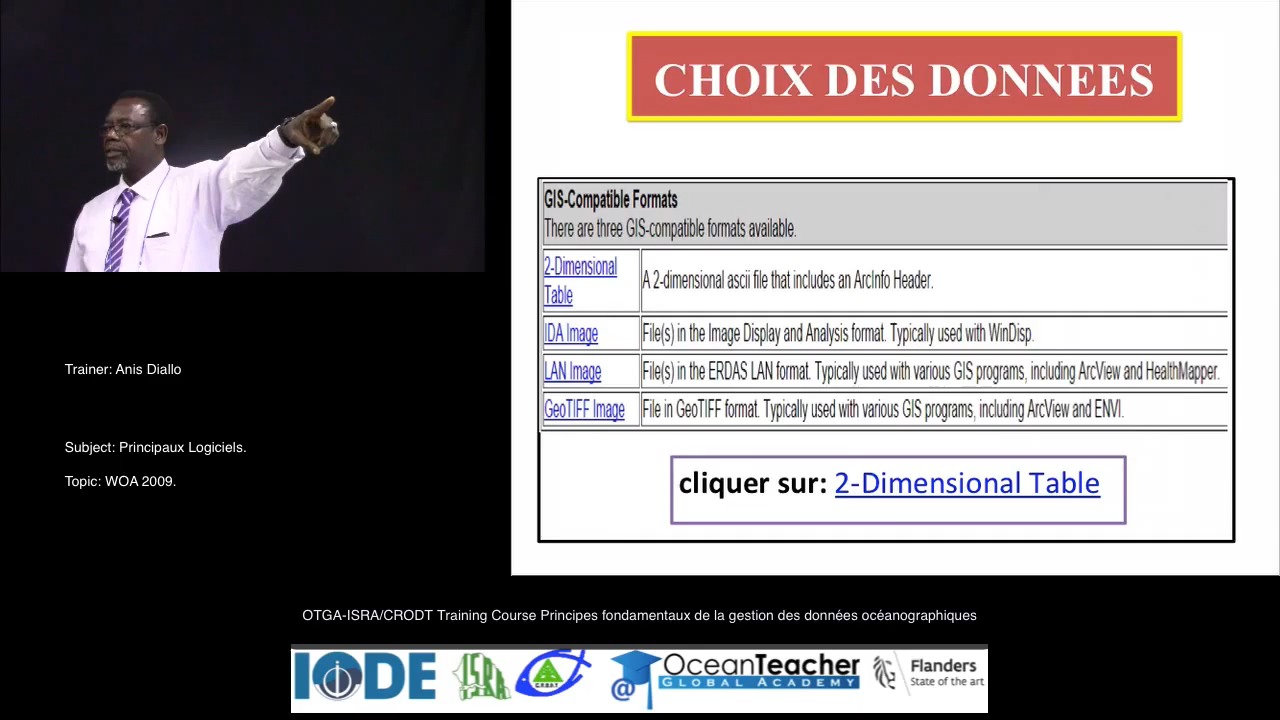 CHOIX DES DONNEES
GIS-Compatible Formats
There are three GIS-compatible formats available.
2-Dimensional
Table
A 2-dimensional ascii file that includes an ArcInfo Header.
IDA Image
File(s) in the Image Display and Analysis format. Typically used with WinDisp.
LAN Image
File(s) in the ERDAS LAN format. Typically used with various GIS programs, including ArcView and HealthMapper.
GeoTIFF Image
File in GeoTIFF format. Typically used with various GIS programs, including ArcView and ENVI.
cliquer sur: 2-Dimensional Table
Trainer: Anis Diallo
Subject: Principaux Logiciels.
Topic: WOA 2009.
OTGA-ISRA/CRODT Training Course Principes fondamentaux de la gestion des données océanographiques
IODE
ISRA
OceanTeacher
GLOBAL ACADEMY
Flanders
State of the art